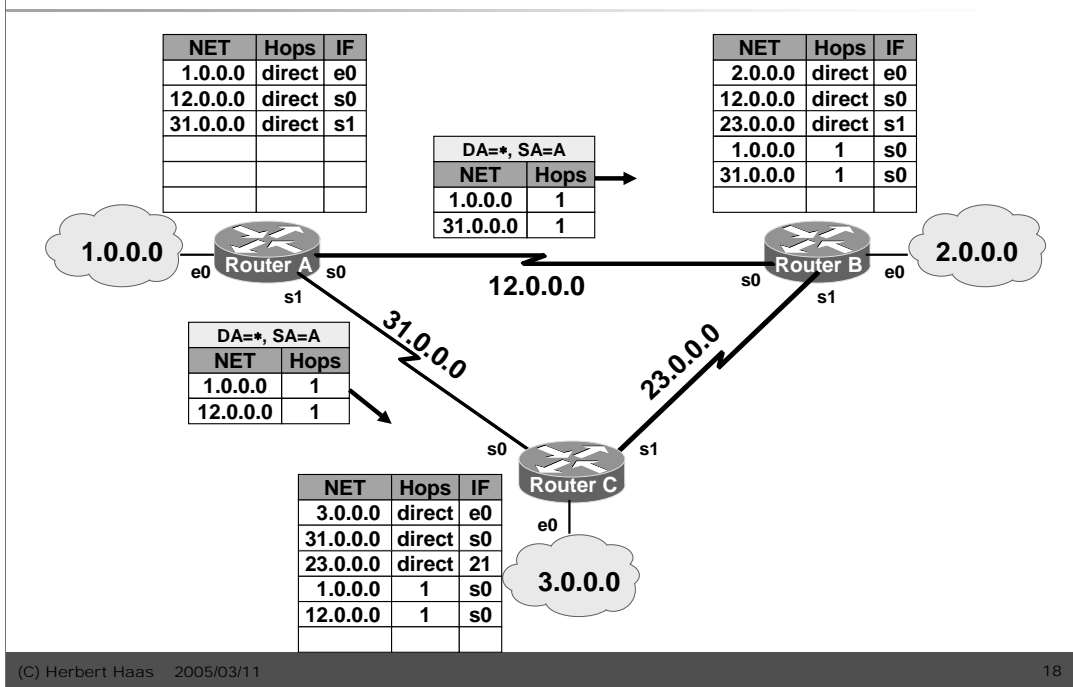 NET Hops IF
1.0.0.0 direct e0
12.0.0.0 direct s0
31.0.0.0 direct s1
NET Hops IF
2.0.0.0 direct e0
12.0.0.0 direct s0
23.0.0.0 direct s1
1.0.0.0 1 s0
31.0.0.0 1 s0
DA=*, SA=A
NET Hops
1.0.0.0 1
31.0.0.0 1
1.0.0.0
e0
Router A
s0
s1
12.0.0.0
s0
Router B
e0
s1
2.0.0.0
31.0.0.0
23.0.0.0
DA=*, SA=A
NET Hops
1.0.0.0 1
12.0.0.0 1
s0
s1
Router C
e0
3.0.0.0
NET Hops IF
3.0.0.0 direct e0
31.0.0.0 direct s0
23.0.0.0 direct 21
1.0.0.0 1 s0
12.0.0.0 1 s0
(C) Herbert Haas 2005/03/11
18